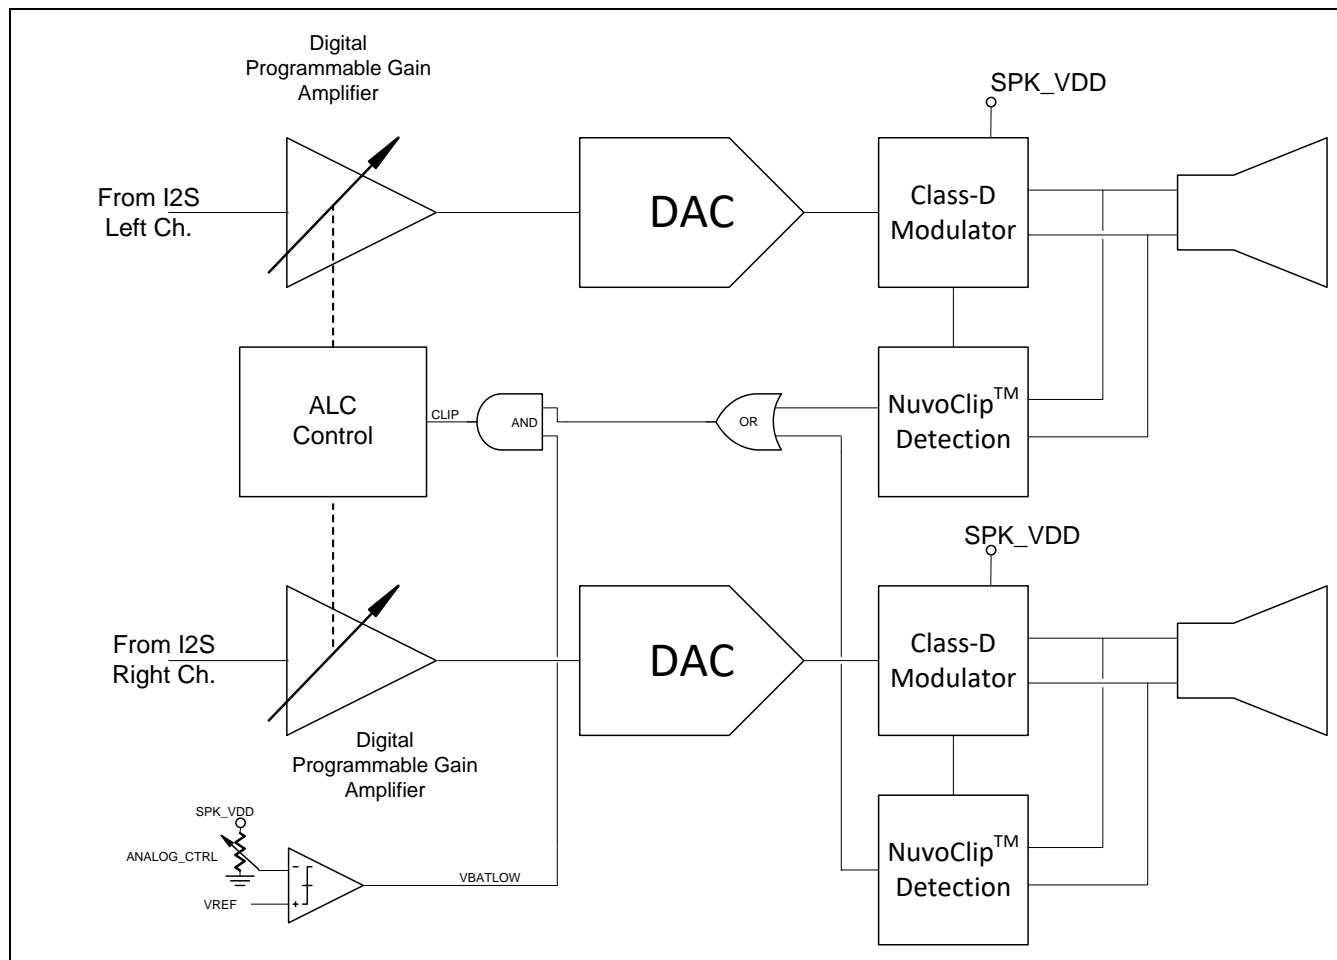 Digital
Programmable Gain
Amplifier
SPK_VDD
From I2S
Left Ch.
DAC
Class-D
Modulator
ALC
Control
CLIP
AND
OR
NuvoClip™
Detection
SPK_VDD
From I2S
Right Ch.
DAC
Class-D
Modulator
Digital
Programmable Gain
Amplifier
SPK_VDD
ANALOG_CTRL
VREF
-
+
VBATLOW
NuvoClip™
Detection